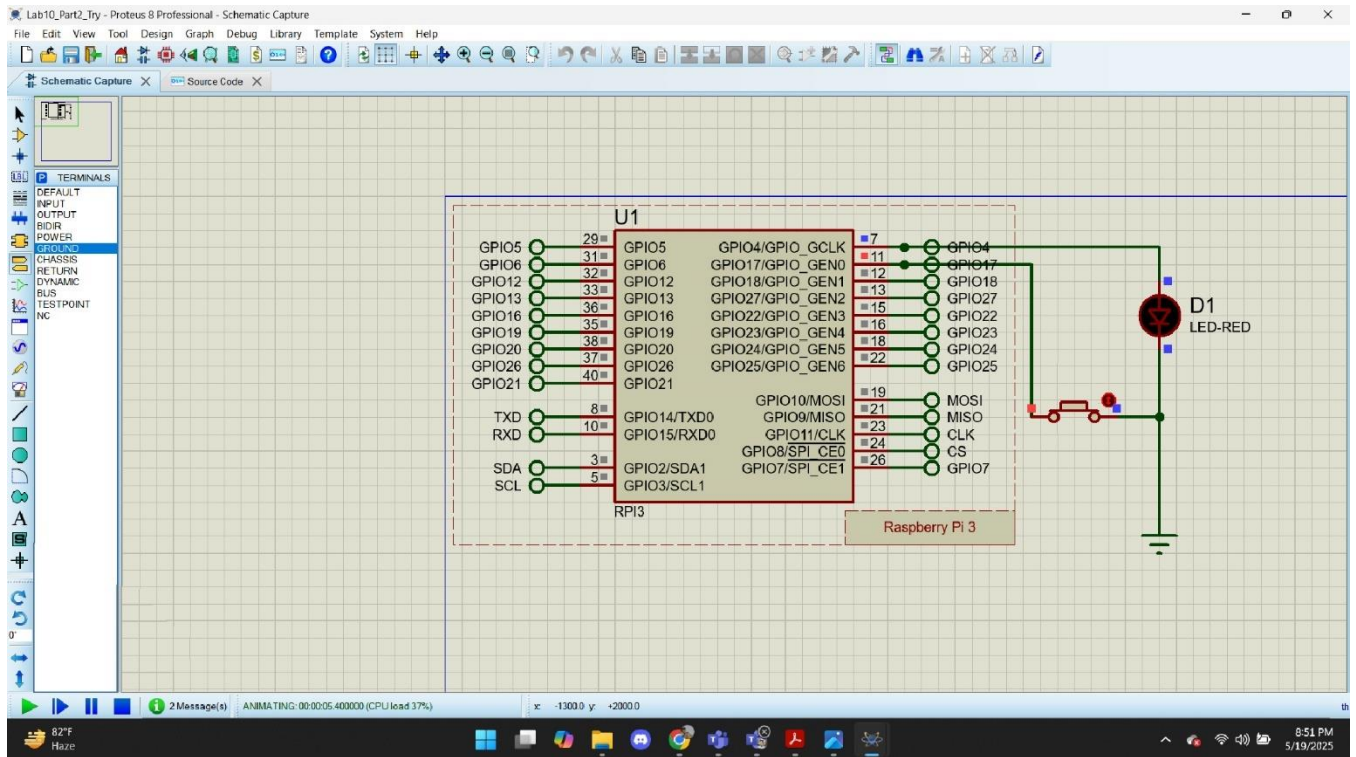 Lab10_Part2_Try - Proteus 8 Professional - Schematic Capture
File Edit View Tool Design Graph Debug Library Template System Help
Schematic Capture
Source Code
P TERMINALS
DEFAULT
INPUT
OUTPUT
BIDIR
POWER
GROUND
CHASSIS
RETURN
DYNAMIC
BUS
TESTPOINT
NC
U1
GPIO5 29 GPIO5 GPIO4/GPIO_GCLK 7 GPIO4
GPIO6 31 GPIO6 GPIO17/GPIO_GEN0 11 GPIO17
GPIO12 32 GPIO12 GPIO18/GPIO_GEN1 12 GPIO18
GPIO13 33 GPIO13 GPIO27/GPIO_GEN2 13 GPIO27
GPIO16 36 GPIO16 GPIO22/GPIO_GEN3 15 GPIO22
GPIO19 35 GPIO19 GPIO23/GPIO_GEN4 16 GPIO23
GPIO20 38 GPIO20 GPIO24/GPIO_GEN5 18 GPIO24
GPIO26 37 GPIO26 GPIO25/GPIO_GEN6 22 GPIO25
GPIO21 40 GPIO21
GPIO10/MOSI 19 MOSI
TXD 8 GPIO14/TXD0 GPIO9/MISO 21 MISO
RXD 10 GPIO15/RXD0 GPIO11/CLK 23 CLK
GPIO8/SPI_CE0 24 CS
SDA 3 GPIO2/SDA1 GPIO7/SPI_CE1 26 GPIO7
SCL 5 GPIO3/SCL1
RPI3
Raspberry Pi 3
D1
LED-RED
0°
2 Message(s) ANIMATING: 00:00:05.400000 (CPU load 37%) x: -1300.0 y: +2000.0 th
82°F
Haze
8:51 PM
5/19/2025